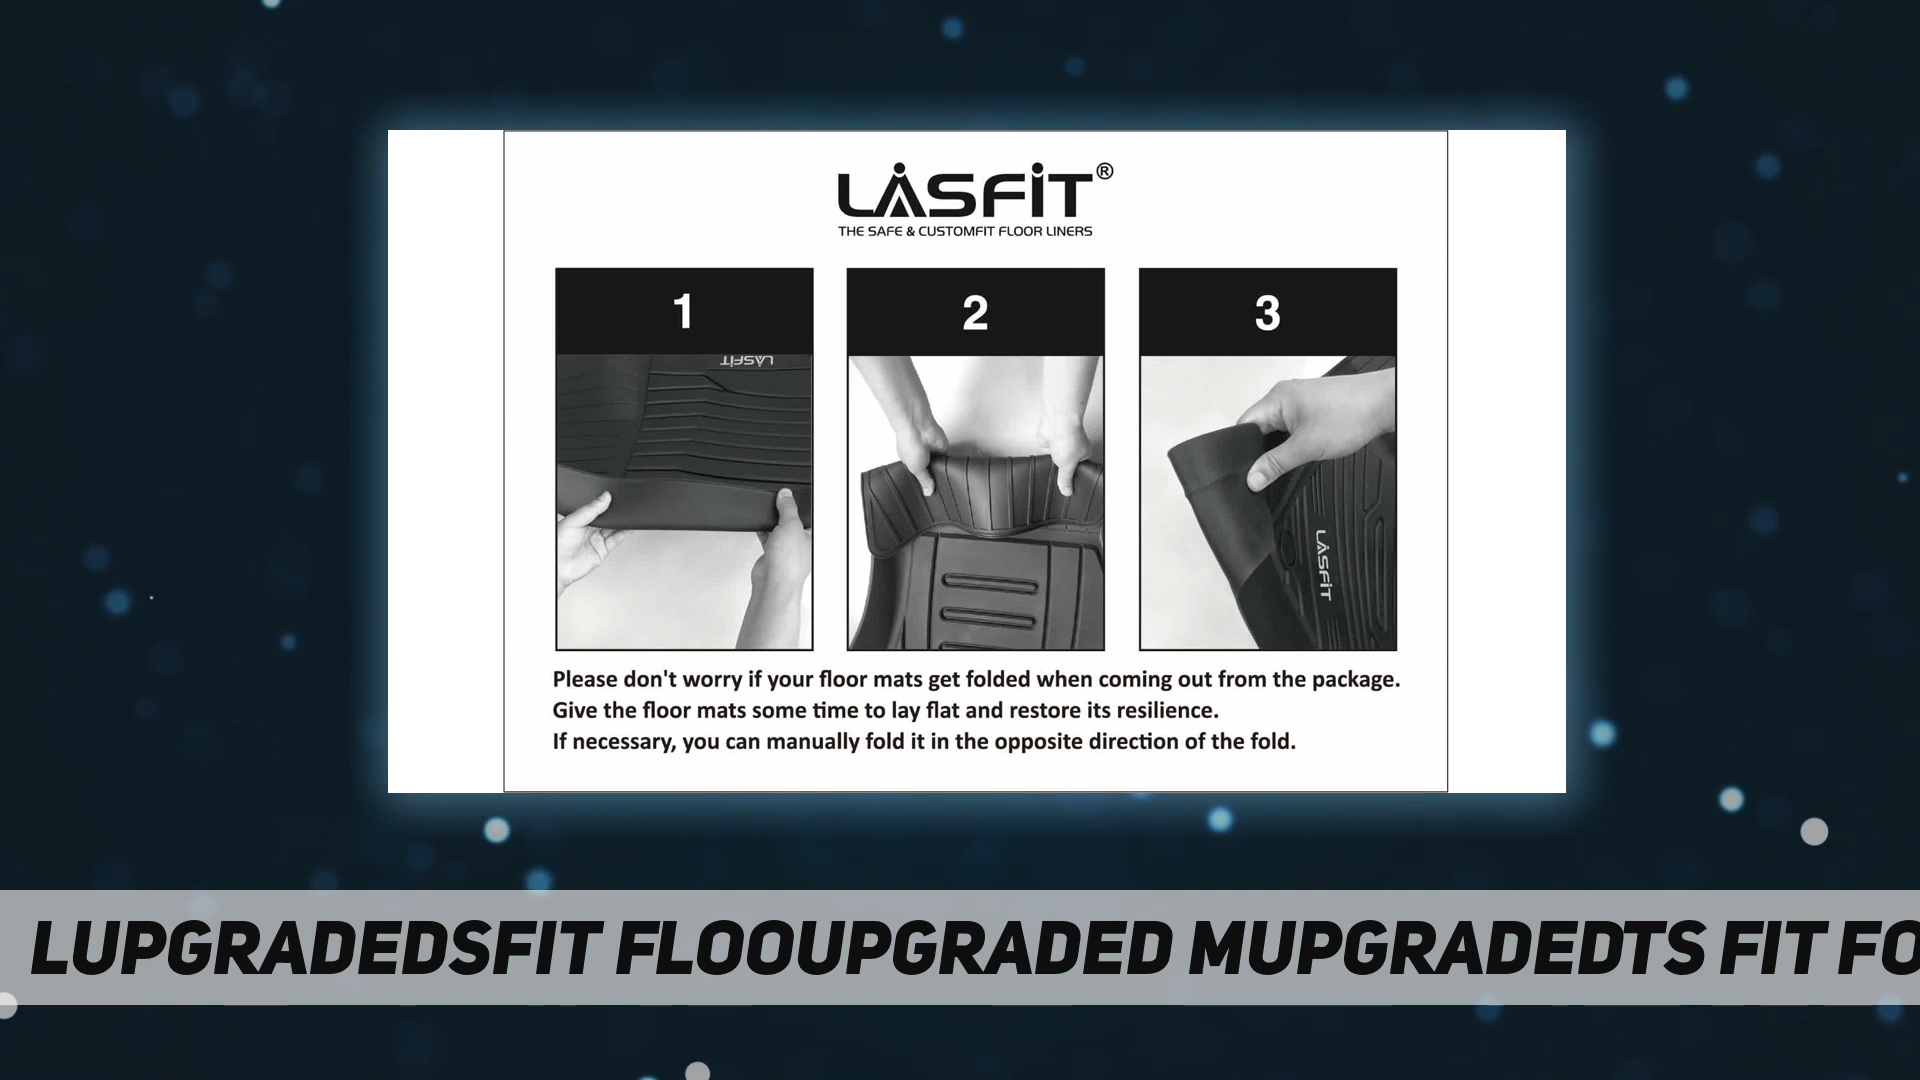 LASFIT®
THE SAFE & CUSTOMFIT FLOOR LINERS
1
2
3
LASFIT
LASFIT
Please don't worry if your floor mats get folded when coming out from the package.
Give the floor mats some time to lay flat and restore its resilience.
If necessary, you can manually fold it in the opposite direction of the fold.
LUPGRADEDSFIT FLOOUPGRADED MUPGRADEDTS FIT FO